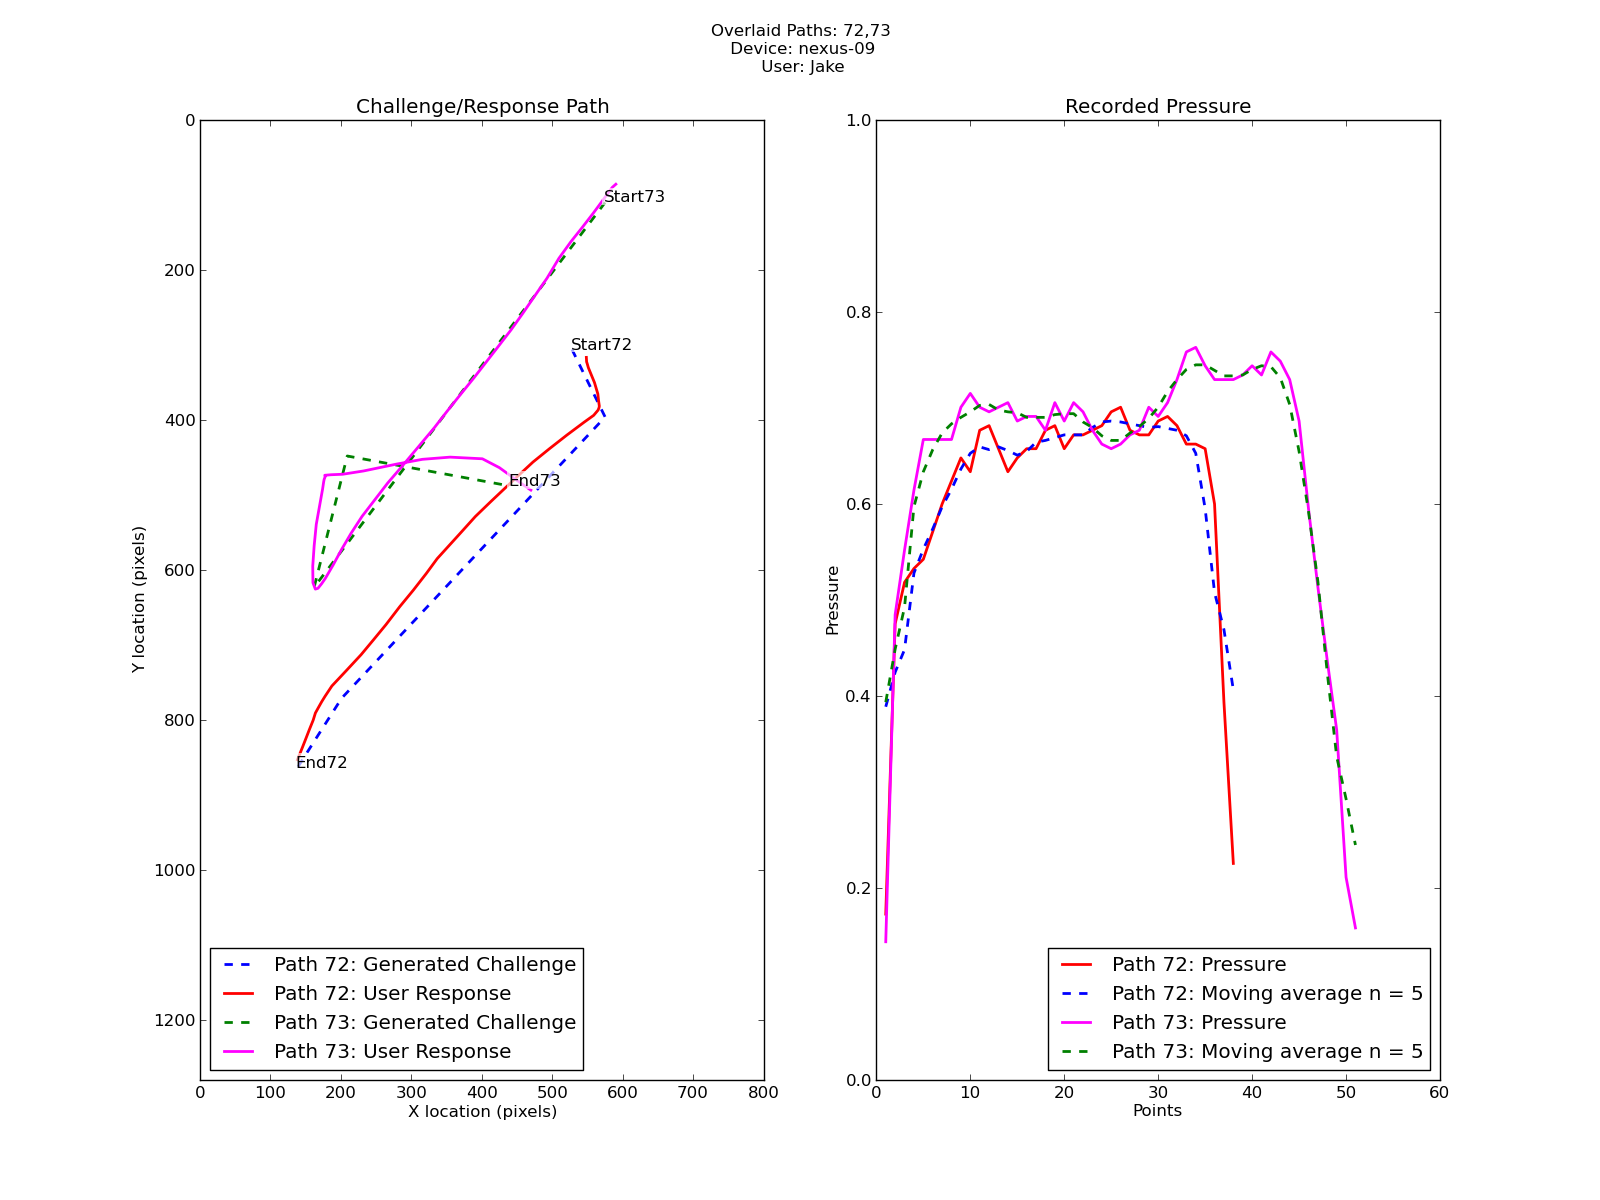 Overlaid Paths: 72,73
Device: nexus-09
User: Jake
Challenge/Response Path
0
200
400
600
800
1000
1200
Y location (pixels)
Start73
Start72
End73
End72
Path 72: Generated Challenge
Path 72: User Response
Path 73: Generated Challenge
Path 73: User Response
0 100 200 300 400 500 600 700 800
X location (pixels)
Recorded Pressure
1.0
0.8
0.6
0.4
0.2
0.0
Pressure
Path 72: Pressure
Path 72: Moving average n = 5
Path 73: Pressure
Path 73: Moving average n = 5
0 10 20 30 40 50 60
Points